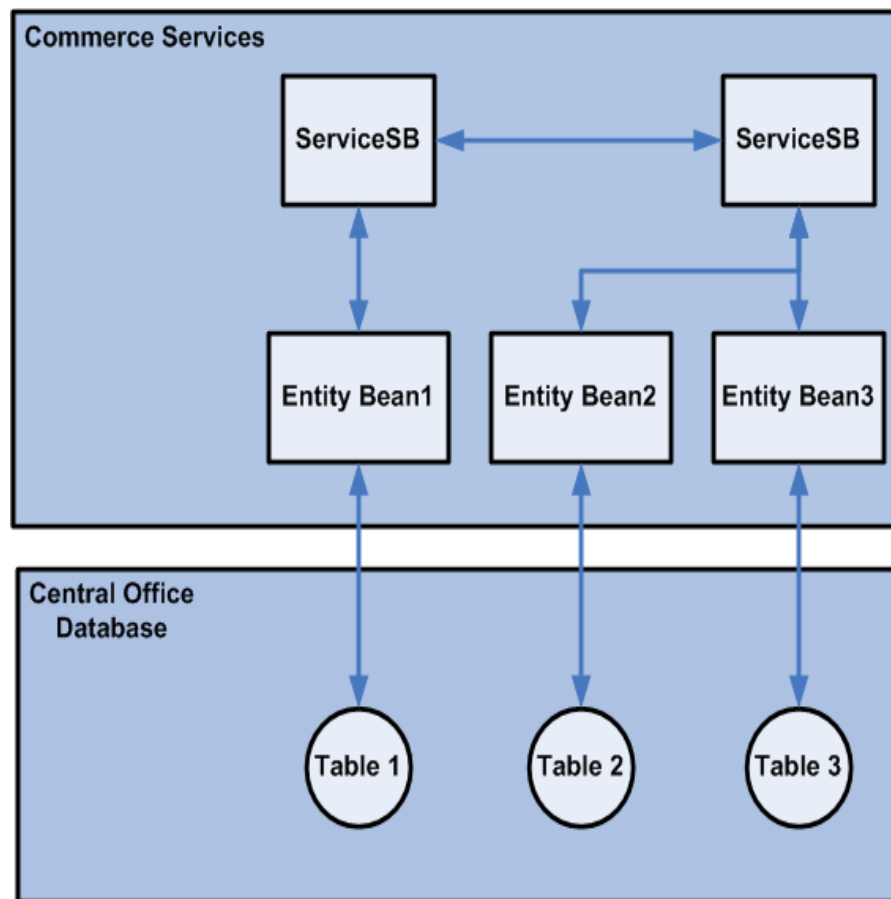 Commerce Services
ServiceSB
ServiceSB
Entity Bean1
Entity Bean2
Entity Bean3
Central Office
Database
Table 1
Table 2
Table 3